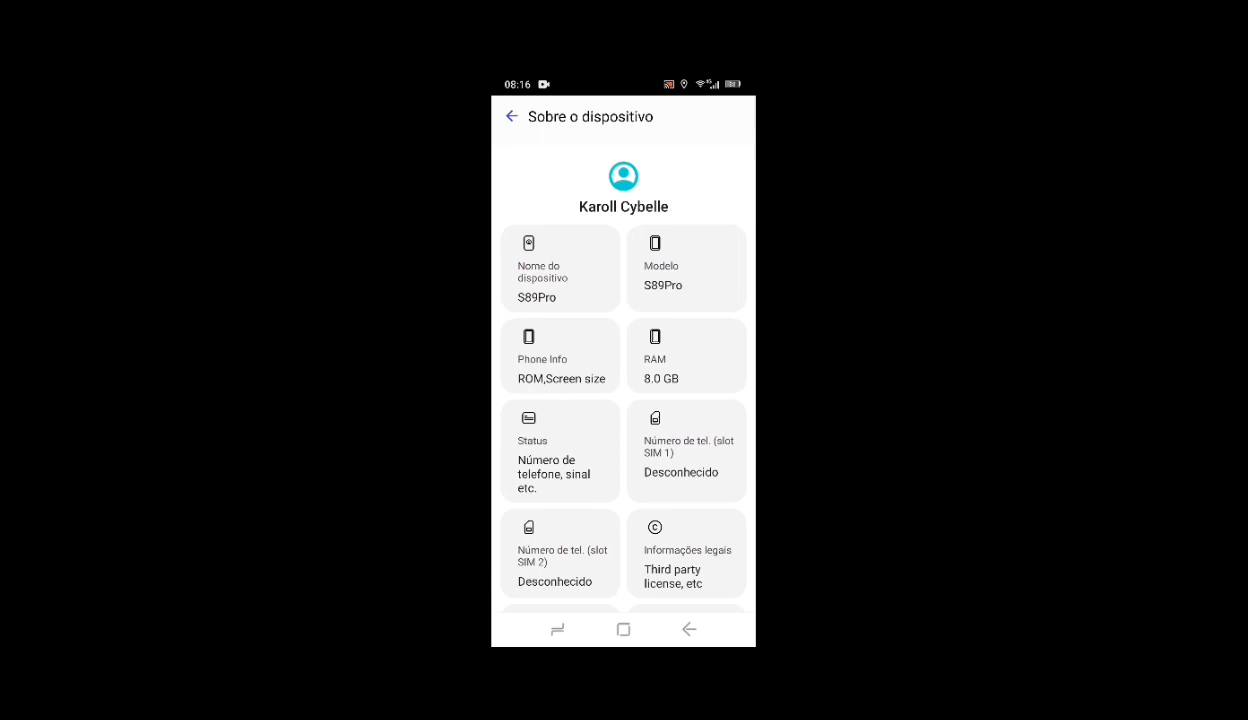 08:16
Sobre o dispositivo
Karoll Cybelle
Nome do
dispositivo
S89Pro
Modelo
S89Pro
Phone Info
ROM,Screen size
RAM
8.0 GB
Status
Número de
telefone, sinal
etc.
Número de tel. (slot
SIM 1)
Desconhecido
Número de tel. (slot
SIM 2)
Desconhecido
Informações legais
Third party
license, etc